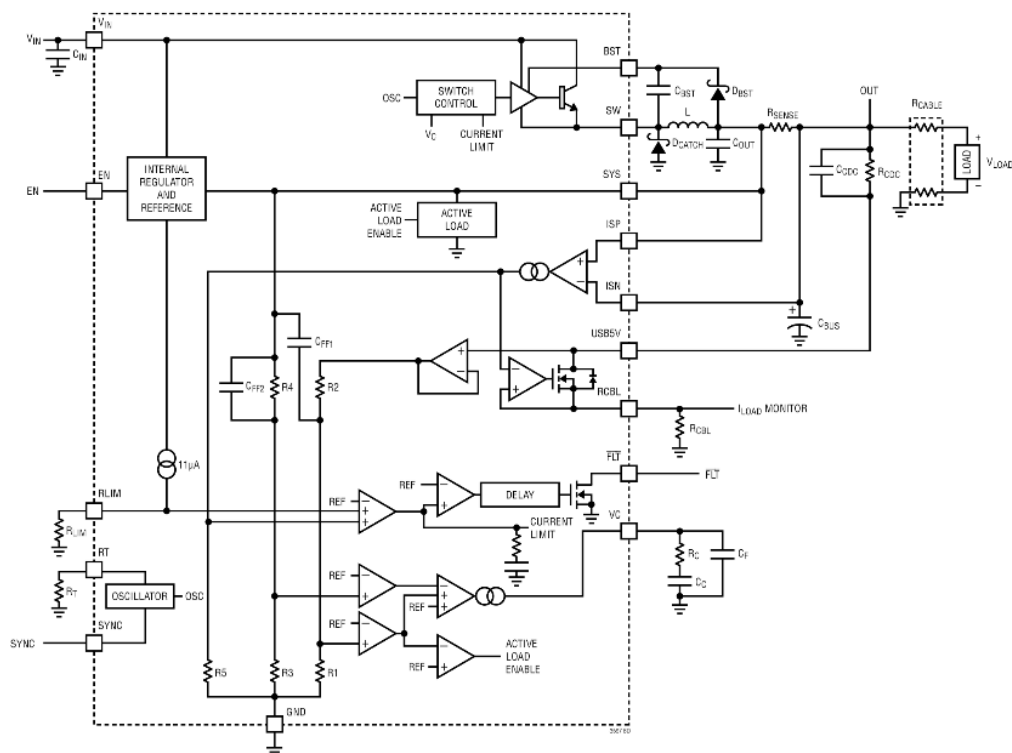 VIN
VIN
CIN
BST
OSC
SWITCH
CONTROL
VC
CURRENT
LIMIT
SW
CBST
DBST
L
DCATCH
COUT
RSENSE
OUT
RCABLE
LOAD
+
–
VLOAD
CCDC
RCDC
EN
EN
INTERNAL
REGULATOR
AND
REFERENCE
SYS
ACTIVE
LOAD
ENABLE
ACTIVE
LOAD
ISP
+
–
ISN
+
CBUS
USB5V
CFF1
CFF2
R4
R2
+
–
–
+
RCBL
ILOAD MONITOR
RCBL
11µA
FLT
FLT
RLIM
RLIM
REF
–
+
+
REF
–
+
DELAY
CURRENT
LIMIT
VC
RC
CC
CF
RT
RT
OSCILLATOR
OSC
SYNC
SYNC
REF
–
+
REF
–
+
–
–
+
REF
REF
–
+
ACTIVE
LOAD
ENABLE
R5
R3
R1
GND